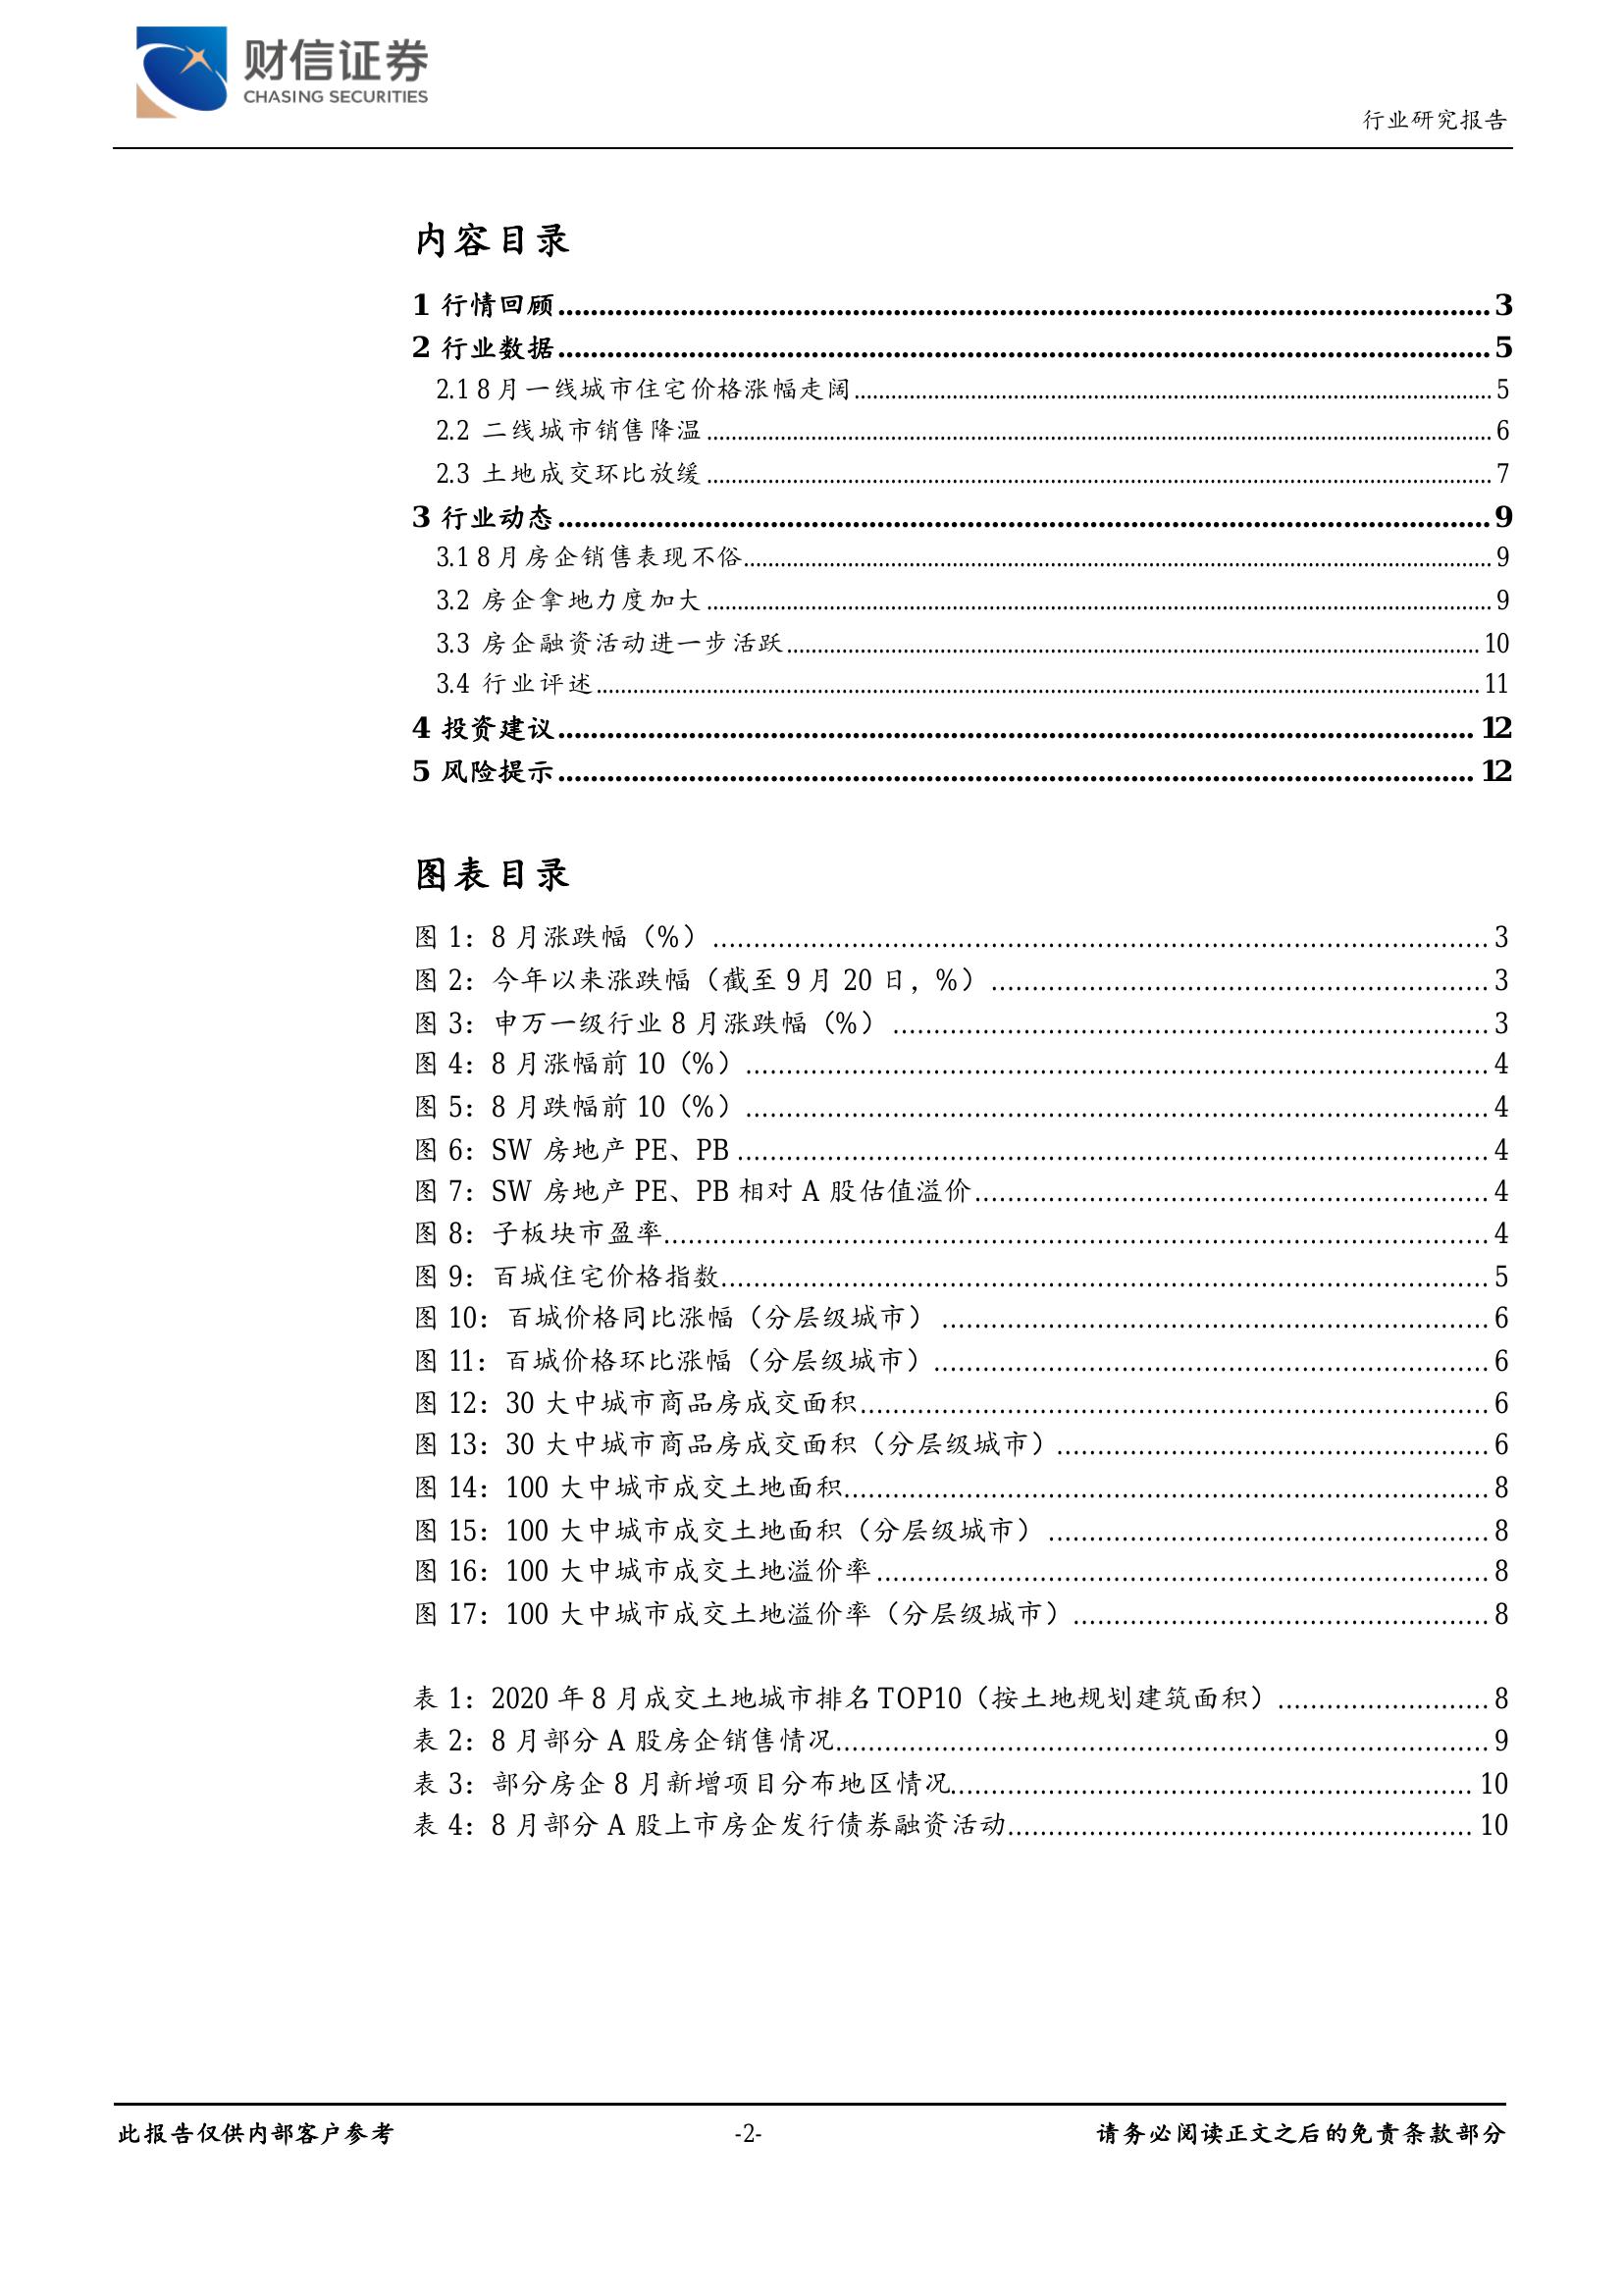 财信证券
CHASING SECURITIES
行业研究报告
内容目录
1 行情回顾........ 3
2 行业数据........ 5
2.1 8 月一线城市住宅价格涨幅走阔........ 5
2.2 二线城市销售降温........ 6
2.3 土地成交环比放缓........ 7
3 行业动态........ 9
3.1 8 月房企销售表现不俗........ 9
3.2 房企拿地力度加大........ 9
3.3 房企融资活动进一步活跃........ 10
3.4 行业评述........ 11
4 投资建议........ 12
5 风险提示........ 12
图表目录
图 1：8 月涨跌幅（%）........ 3
图 2：今年以来涨跌幅（截至 9 月 20 日，%）........ 3
图 3：申万一级行业 8 月涨跌幅（%）........ 3
图 4：8 月涨幅前 10（%）........ 4
图 5：8 月跌幅前 10（%）........ 4
图 6：SW 房地产 PE、PB........ 4
图 7：SW 房地产 PE、PB 相对 A 股估值溢价........ 4
图 8：子板块市盈率........ 4
图 9：百城住宅价格指数........ 5
图 10：百城价格同比涨幅（分层级城市）........ 6
图 11：百城价格环比涨幅（分层级城市）........ 6
图 12：30 大中城市商品房成交面积........ 6
图 13：30 大中城市商品房成交面积（分层级城市）........ 6
图 14：100 大中城市成交土地面积........ 8
图 15：100 大中城市成交土地面积（分层级城市）........ 8
图 16：100 大中城市成交土地溢价率........ 8
图 17：100 大中城市成交土地溢价率（分层级城市）........ 8
表 1：2020 年 8 月成交土地城市排名 TOP10（按土地规划建筑面积）........ 8
表 2：8 月部分 A 股房企销售情况........ 9
表 3：部分房企 8 月新增项目分布地区情况........ 10
表 4：8 月部分 A 股上市房企发行债券融资活动........ 10
此报告仅供内部客户参考
-2-
请务必阅读正文之后的免责条款部分